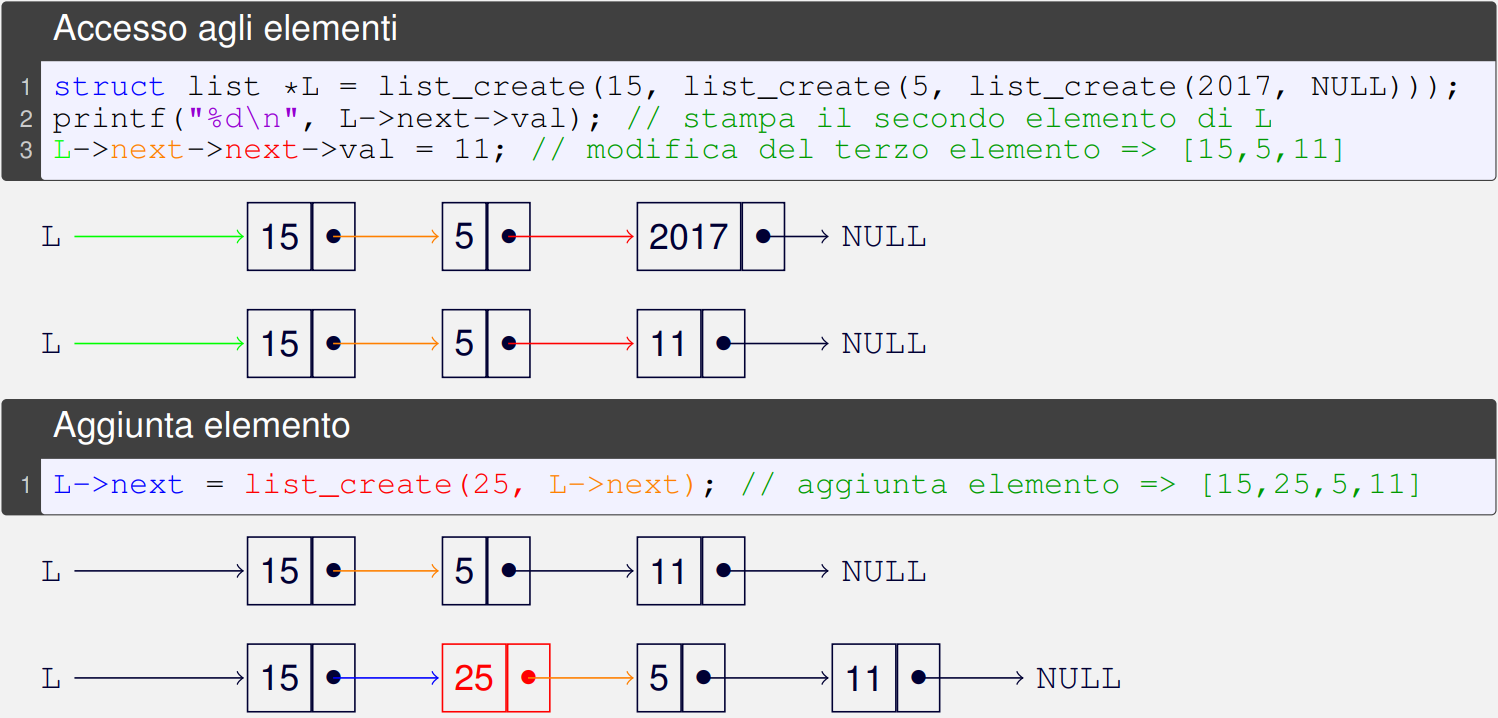 Accesso agli elementi
1 struct list *L = list_create(15, list_create(5, list_create(2017, NULL)));
2 printf("%d\n", L->next->val); // stampa il secondo elemento di L
3 L->next->next->val = 11; // modifica del terzo elemento => [15,5,11]
L 15 5 2017 NULL
L 15 5 11 NULL
Aggiunta elemento
1 L->next = list_create(25, L->next); // aggiunta elemento => [15,25,5,11]
L 15 5 11 NULL
L 15 25 5 11 NULL